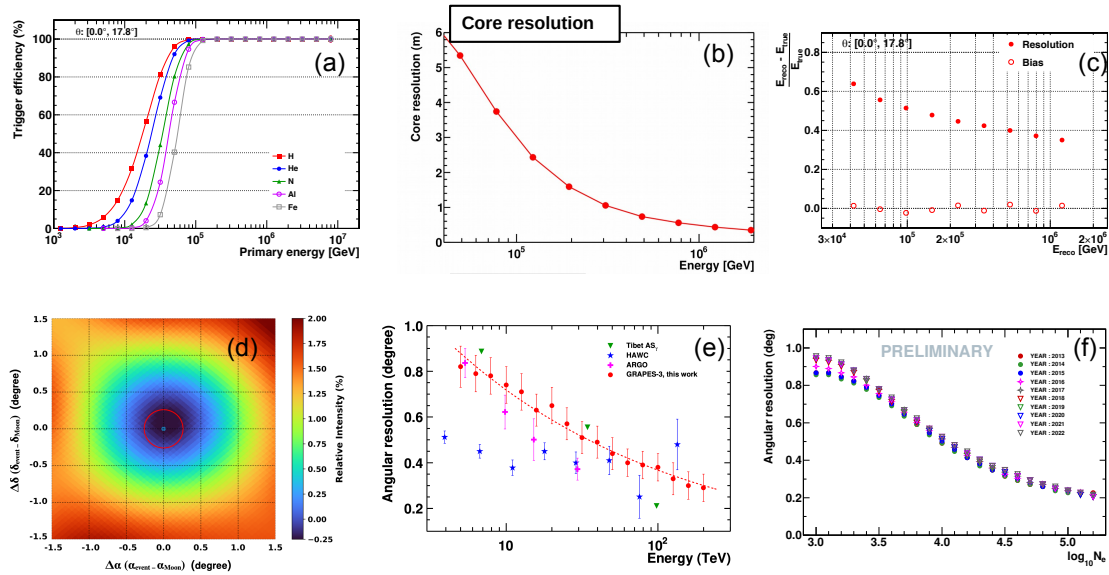 θ: [0.0°, 17.8°]
(a)
Trigger efficiency (%)
100
80
60
40
20
0
H
He
N
Al
Fe
10³
10⁴
10⁵
10⁶
10⁷
Primary energy [GeV]
Core resolution
(b)
Core resolution (m)
6
5
4
3
2
1
0
10⁵
10⁶
Energy [GeV]
θ: [0.0°, 17.8°]
(c)
Resolution
Bias
E_reco - E_true
E_true
0.8
0.6
0.4
0.2
0.0
3×10⁴
10⁵
2×10⁵
10⁶
2×10⁶
E_reco [GeV]
(d)
Δδ (δ_event – δ_Moon) (degree)
1.5
1.0
0.5
0.0
-0.5
-1.0
-1.5
-1.5
-1.0
-0.5
0.0
0.5
1.0
1.5
Δα (α_event – α_Moon) (degree)
2.00
1.75
1.50
1.25
1.00
0.75
0.50
0.25
0.00
-0.25
Relative intensity (%)
(e)
Angular resolution (degree)
1.0
0.8
0.6
0.4
0.2
Tibet ASγ
HAWC
ARGO
GRAPES-3, this work
10
10²
Energy (TeV)
PRELIMINARY
(f)
Angular resolution (deg)
1.0
0.8
0.6
0.4
0.2
0.0
YEAR : 2013
YEAR : 2014
YEAR : 2015
YEAR : 2016
YEAR : 2017
YEAR : 2018
YEAR : 2019
YEAR : 2020
YEAR : 2021
YEAR : 2022
3.0
3.5
4.0
4.5
5.0
log₁₀Nₑ